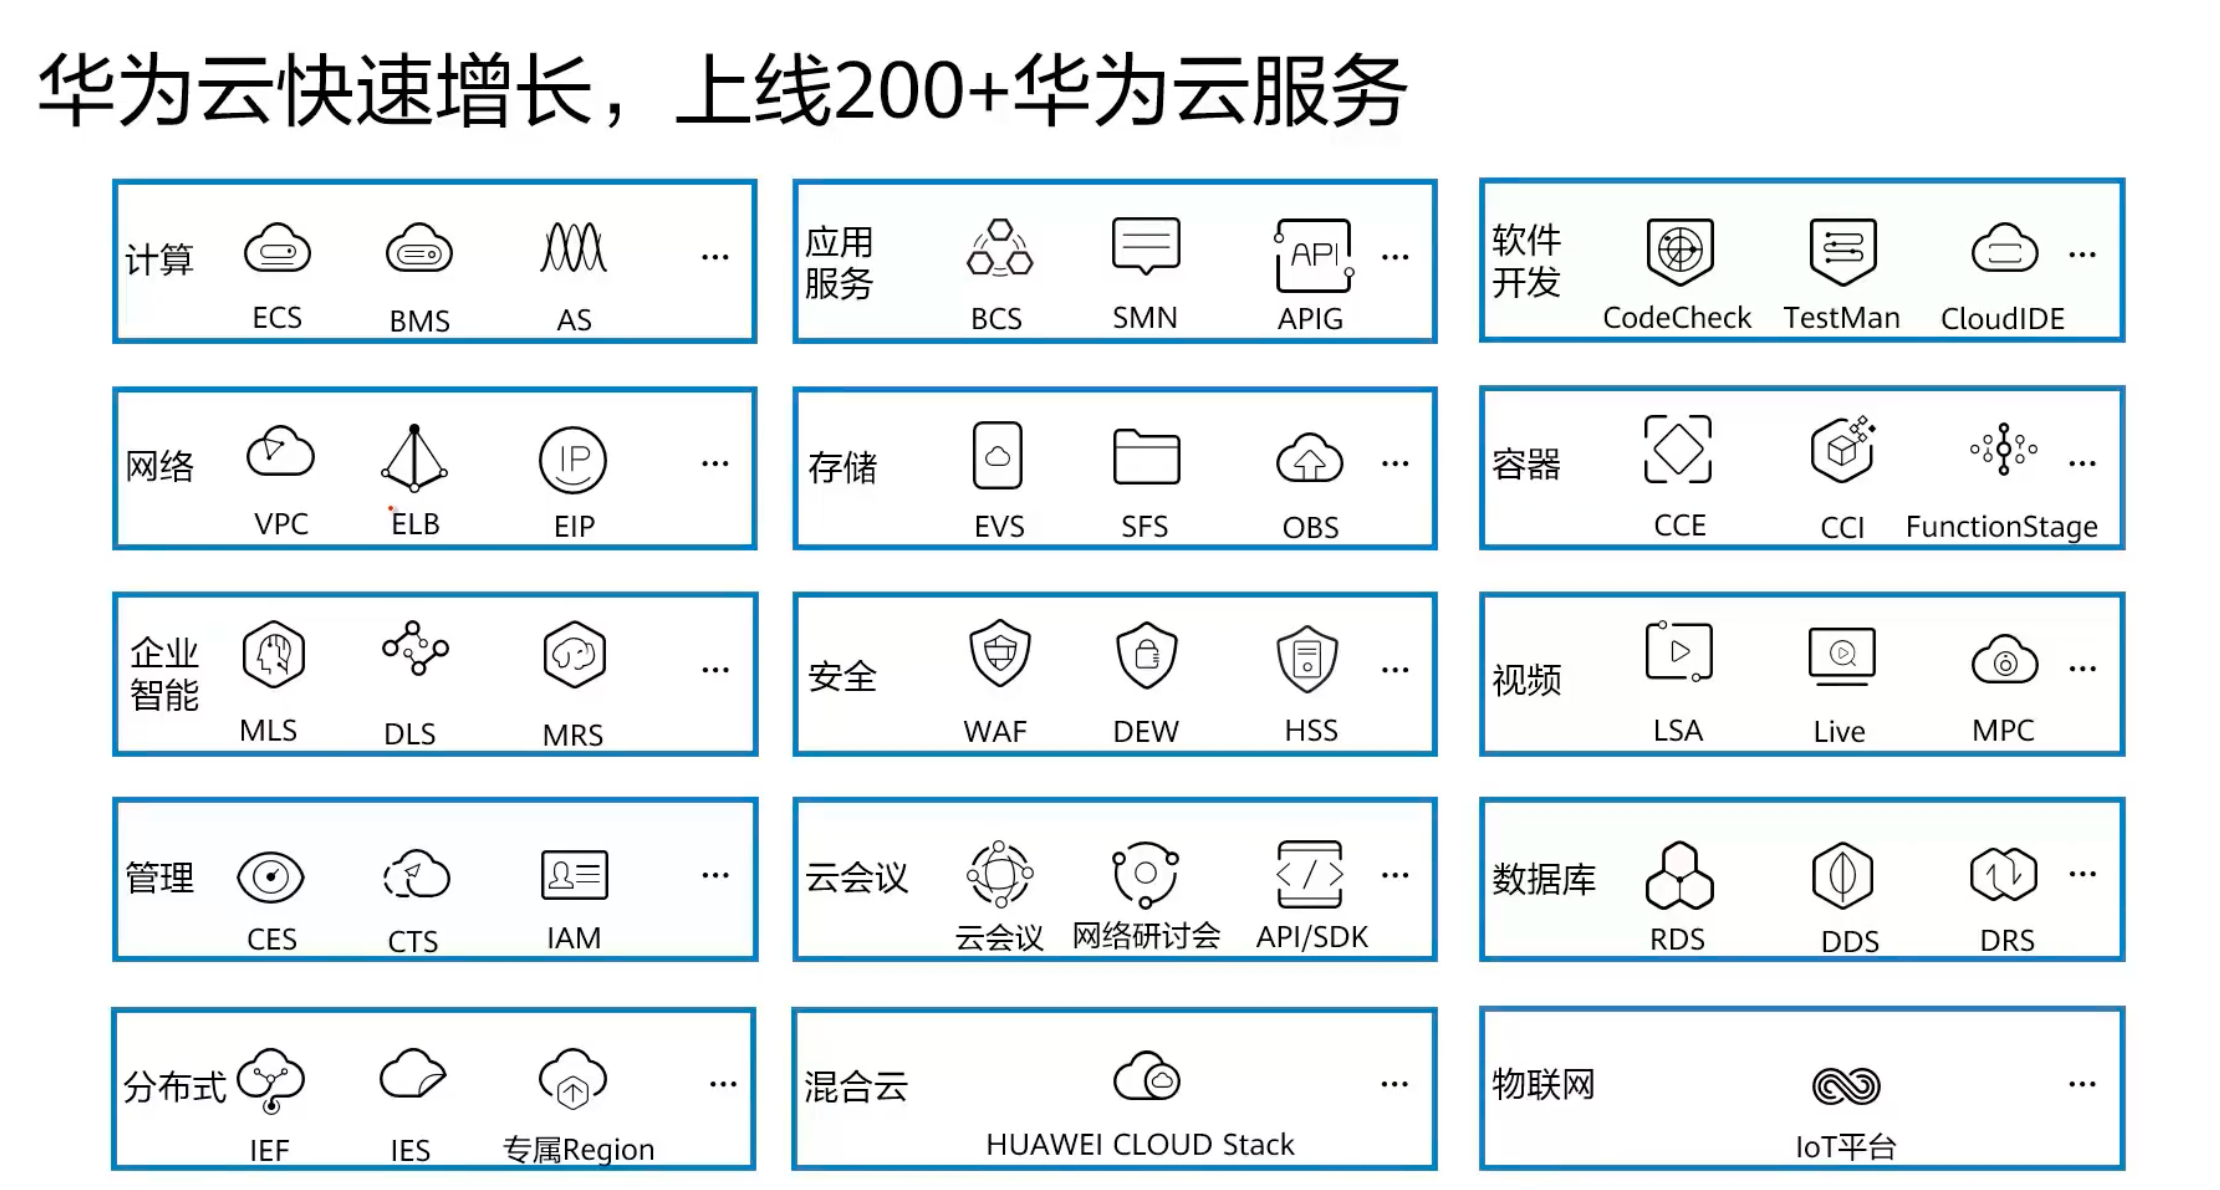 华为云快速增长，上线200+华为云服务
计算
ECS
BMS
AS
...
应用
服务
BCS
SMN
API
APIG
...
软件
开发
CodeCheck
TestMan
CloudIDE
...
网络
VPC
ELB
IP
EIP
...
存储
EVS
SFS
OBS
...
容器
CCE
CCI
FunctionStage
...
企业
智能
MLS
DLS
MRS
...
安全
WAF
DEW
HSS
...
视频
LSA
Live
MPC
...
管理
CES
CTS
IAM
...
云会议
云会议
网络研讨会
</>
API/SDK
...
数据库
RDS
DDS
DRS
...
分布式
IEF
IES
专属Region
...
混合云
HUAWEI CLOUD Stack
...
物联网
IoT平台
...